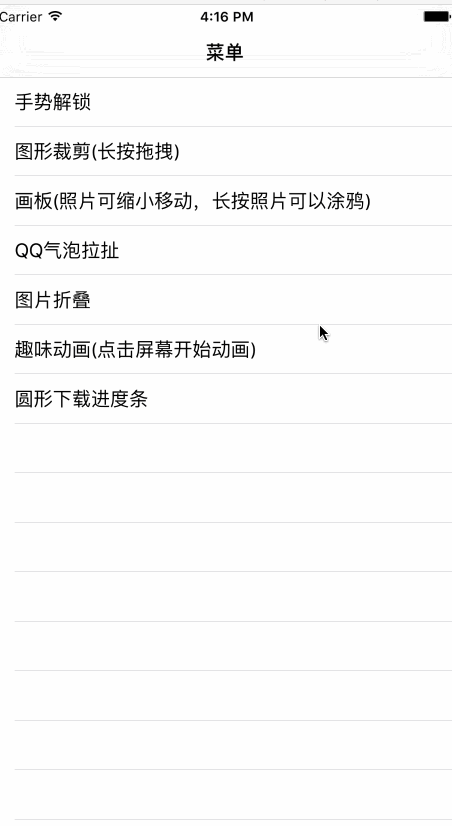 Carrier 4:16 PM
菜单
手势解锁
图形裁剪(长按拖拽)
画板(照片可缩小移动，长按照片可以涂鸦)
QQ气泡拉扯
图片折叠
趣味动画(点击屏幕开始动画)
圆形下载进度条